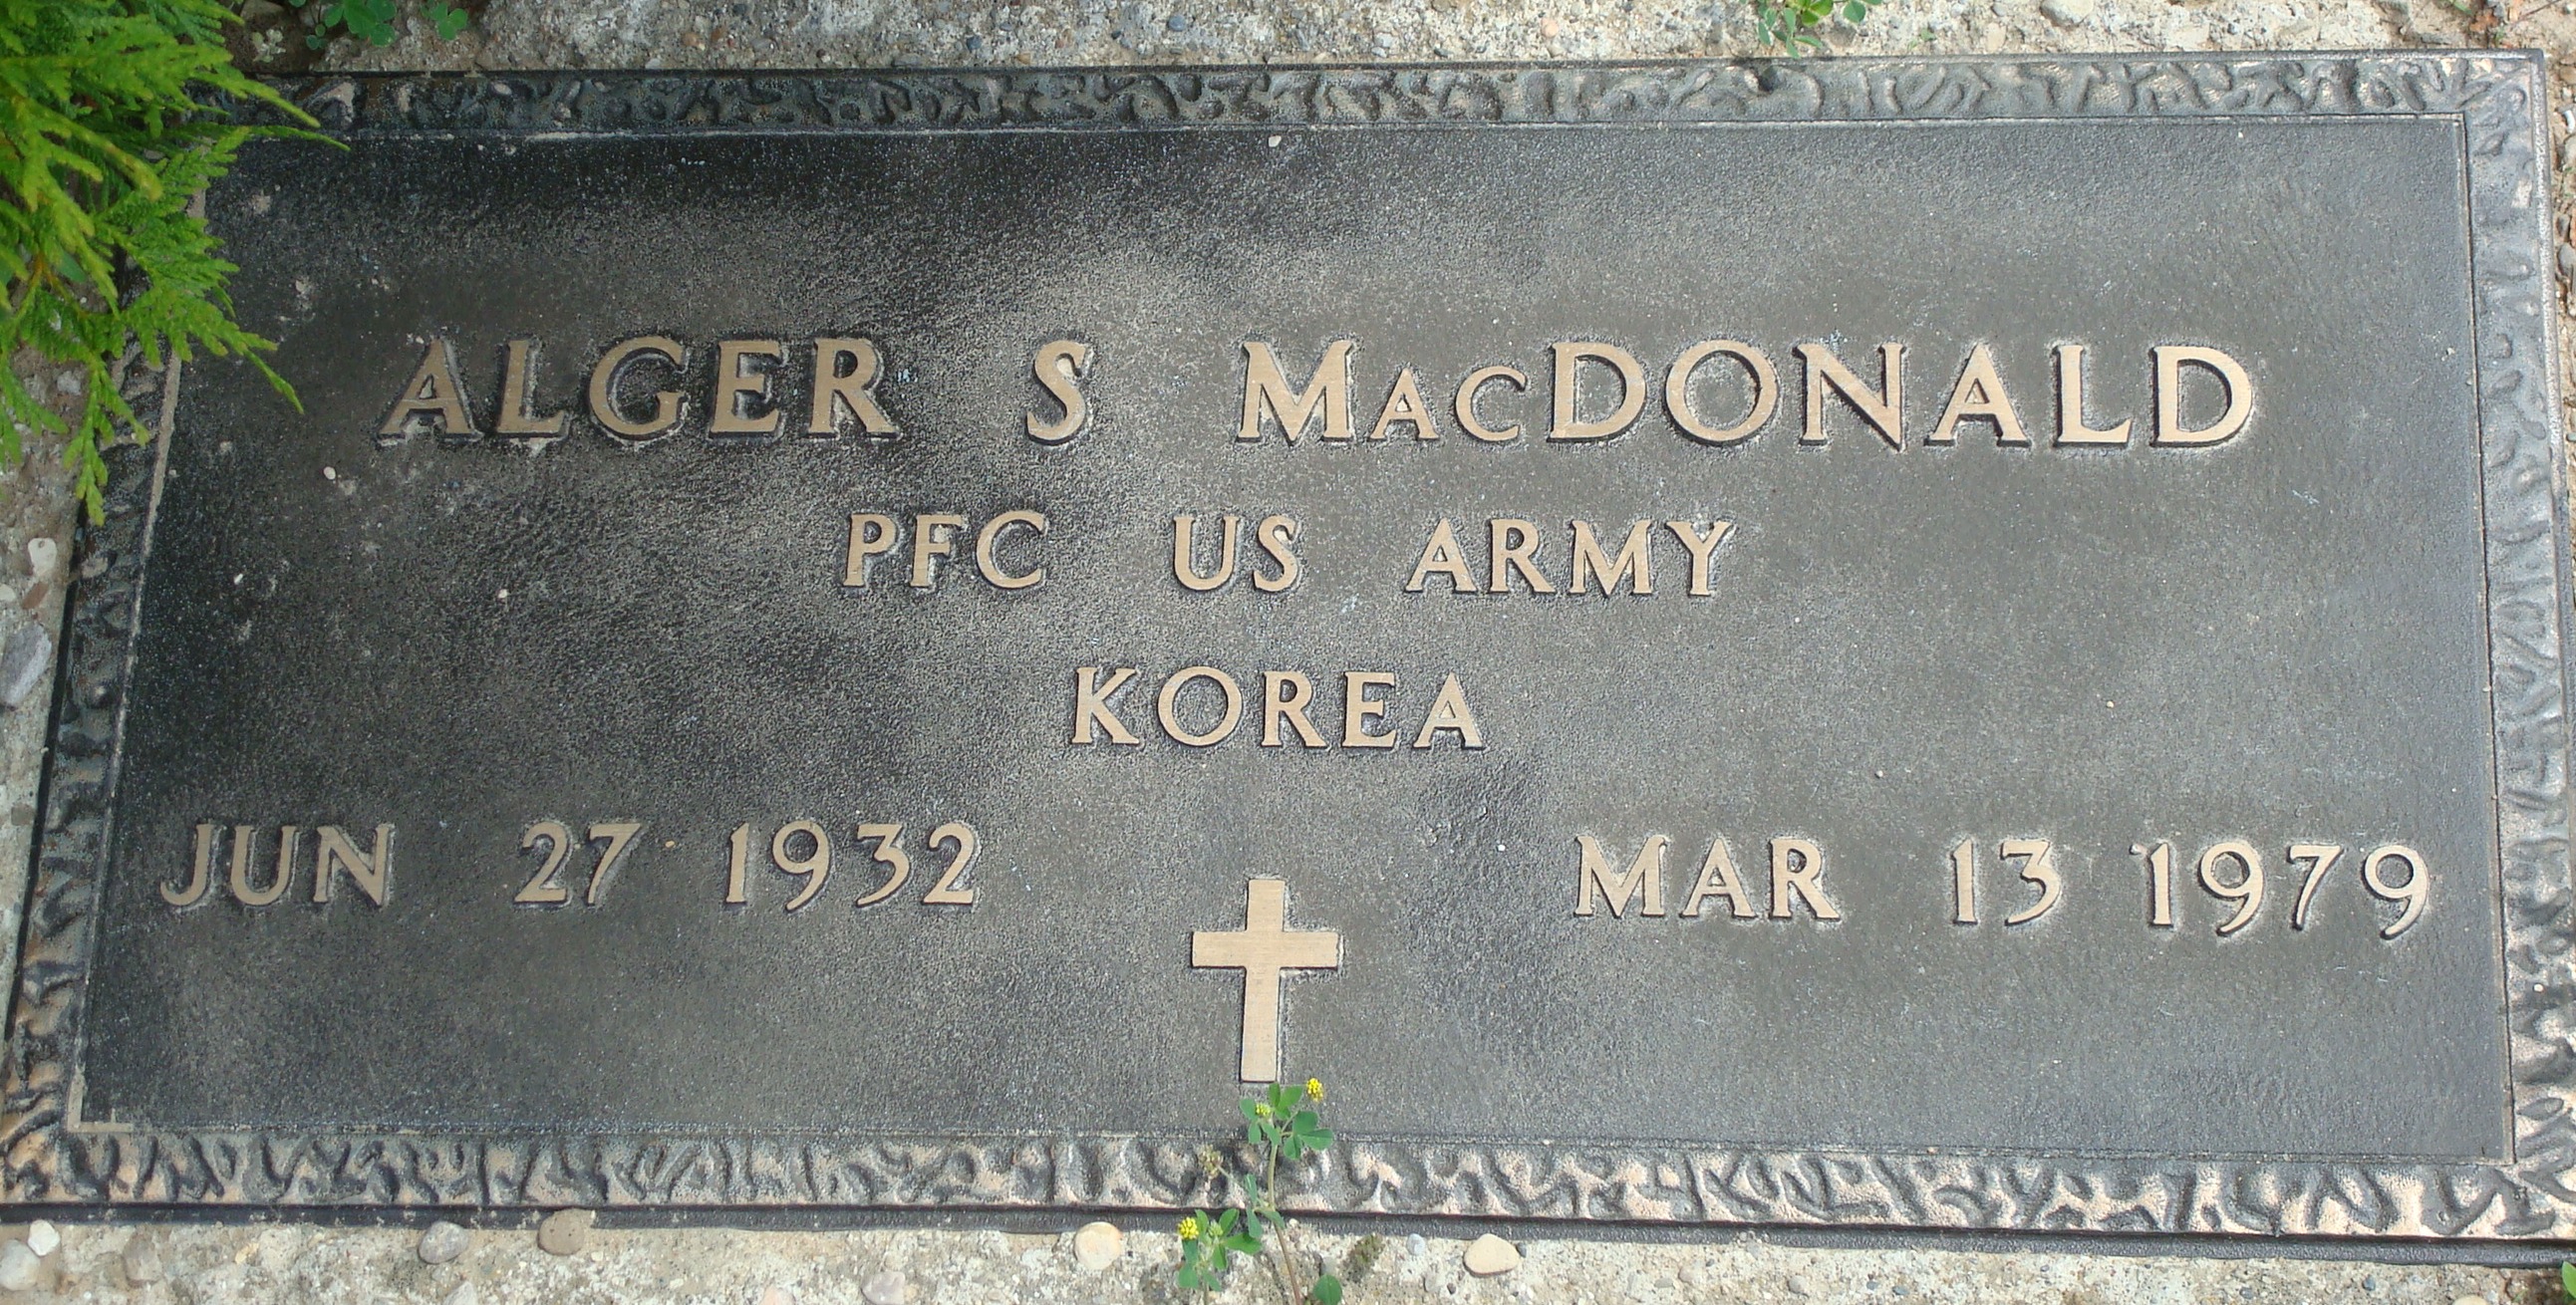 ALGER S MACDONALD
PFC US ARMY
KOREA
JUN 27 1932 MAR 13 1979